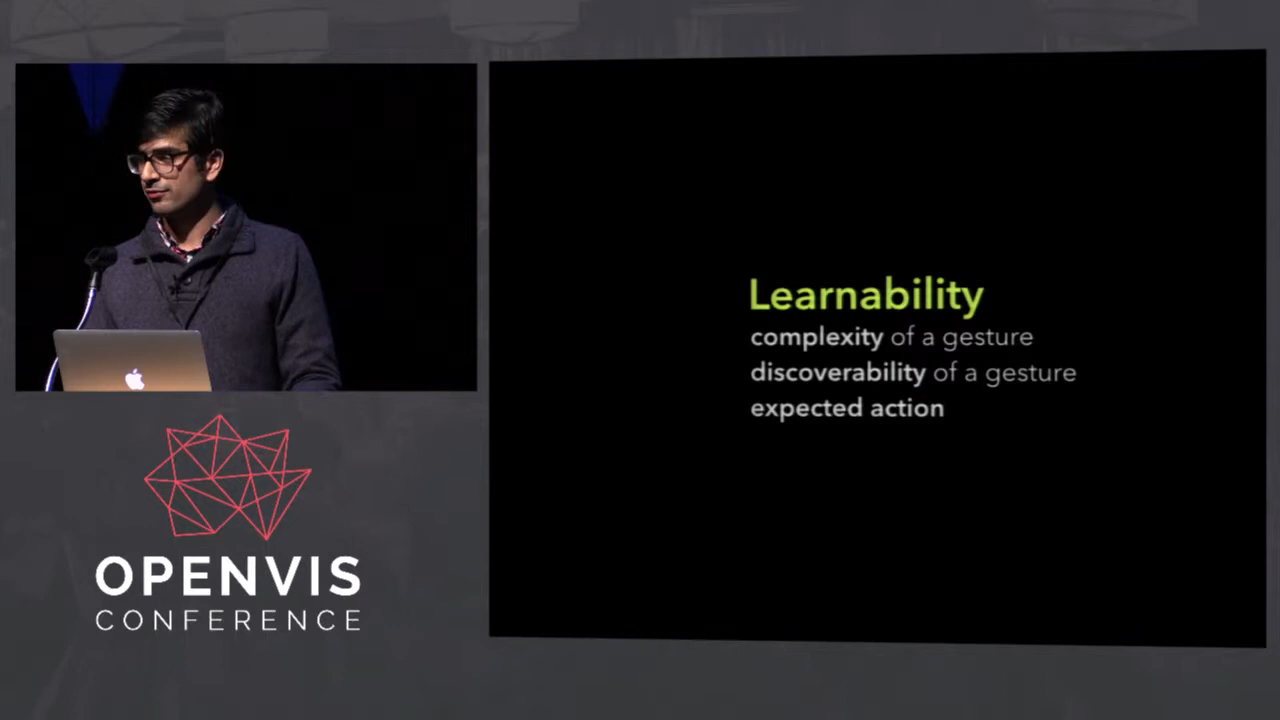 Learnability
complexity of a gesture
discoverability of a gesture
expected action
OPENVIS
CONFERENCE